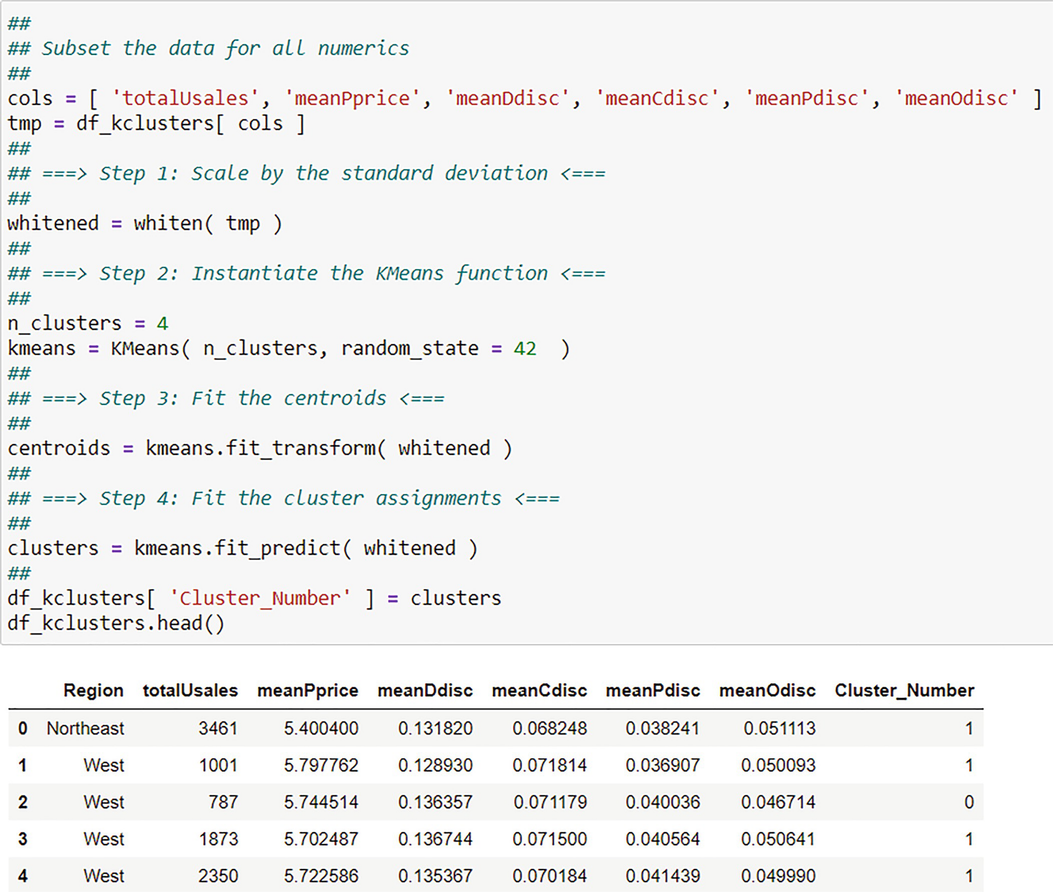 ##
## Subset the data for all numerics
##
cols = [ 'totalUsales', 'meanPprice', 'meanDdisc', 'meanCdisc', 'meanPdisc', 'meanOdisc' ]
tmp = df_kclusters[ cols ]
##
## ===> Step 1: Scale by the standard deviation <===
##
whitened = whiten( tmp )
##
## ===> Step 2: Instantiate the KMeans function <===
##
n_clusters = 4
kmeans = KMeans( n_clusters, random_state = 42  )
##
## ===> Step 3: Fit the centroids <===
##
centroids = kmeans.fit_transform( whitened )
##
## ===> Step 4: Fit the cluster assignments <===
##
clusters = kmeans.fit_predict( whitened )
##
df_kclusters[ 'Cluster_Number' ] = clusters
df_kclusters.head()
Region totalUsales meanPprice meanDdisc meanCdisc meanPdisc meanOdisc Cluster_Number
0 Northeast 3461 5.400400 0.131820 0.068248 0.038241 0.051113 1
1 West 1001 5.797762 0.128930 0.071814 0.036907 0.050093 1
2 West 787 5.744514 0.136357 0.071179 0.040036 0.046714 0
3 West 1873 5.702487 0.136744 0.071500 0.040564 0.050641 1
4 West 2350 5.722586 0.135367 0.070184 0.041439 0.049990 1